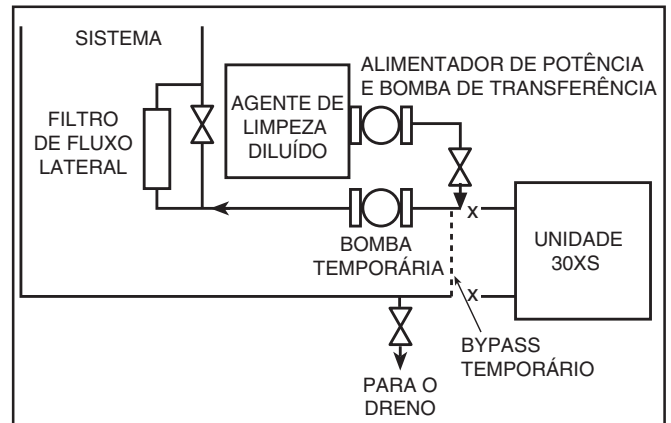 SISTEMA
ALIMENTADOR DE POTÊNCIA
E BOMBA DE TRANSFERÊNCIA
AGENTE DE
LIMPEZA
DILUÍDO
FILTRO
DE FLUXO
LATERAL
x
UNIDADE
30XS
BOMBA
TEMPORÁRIA
x
BYPASS
TEMPORÁRIO
PARA O
DRENO